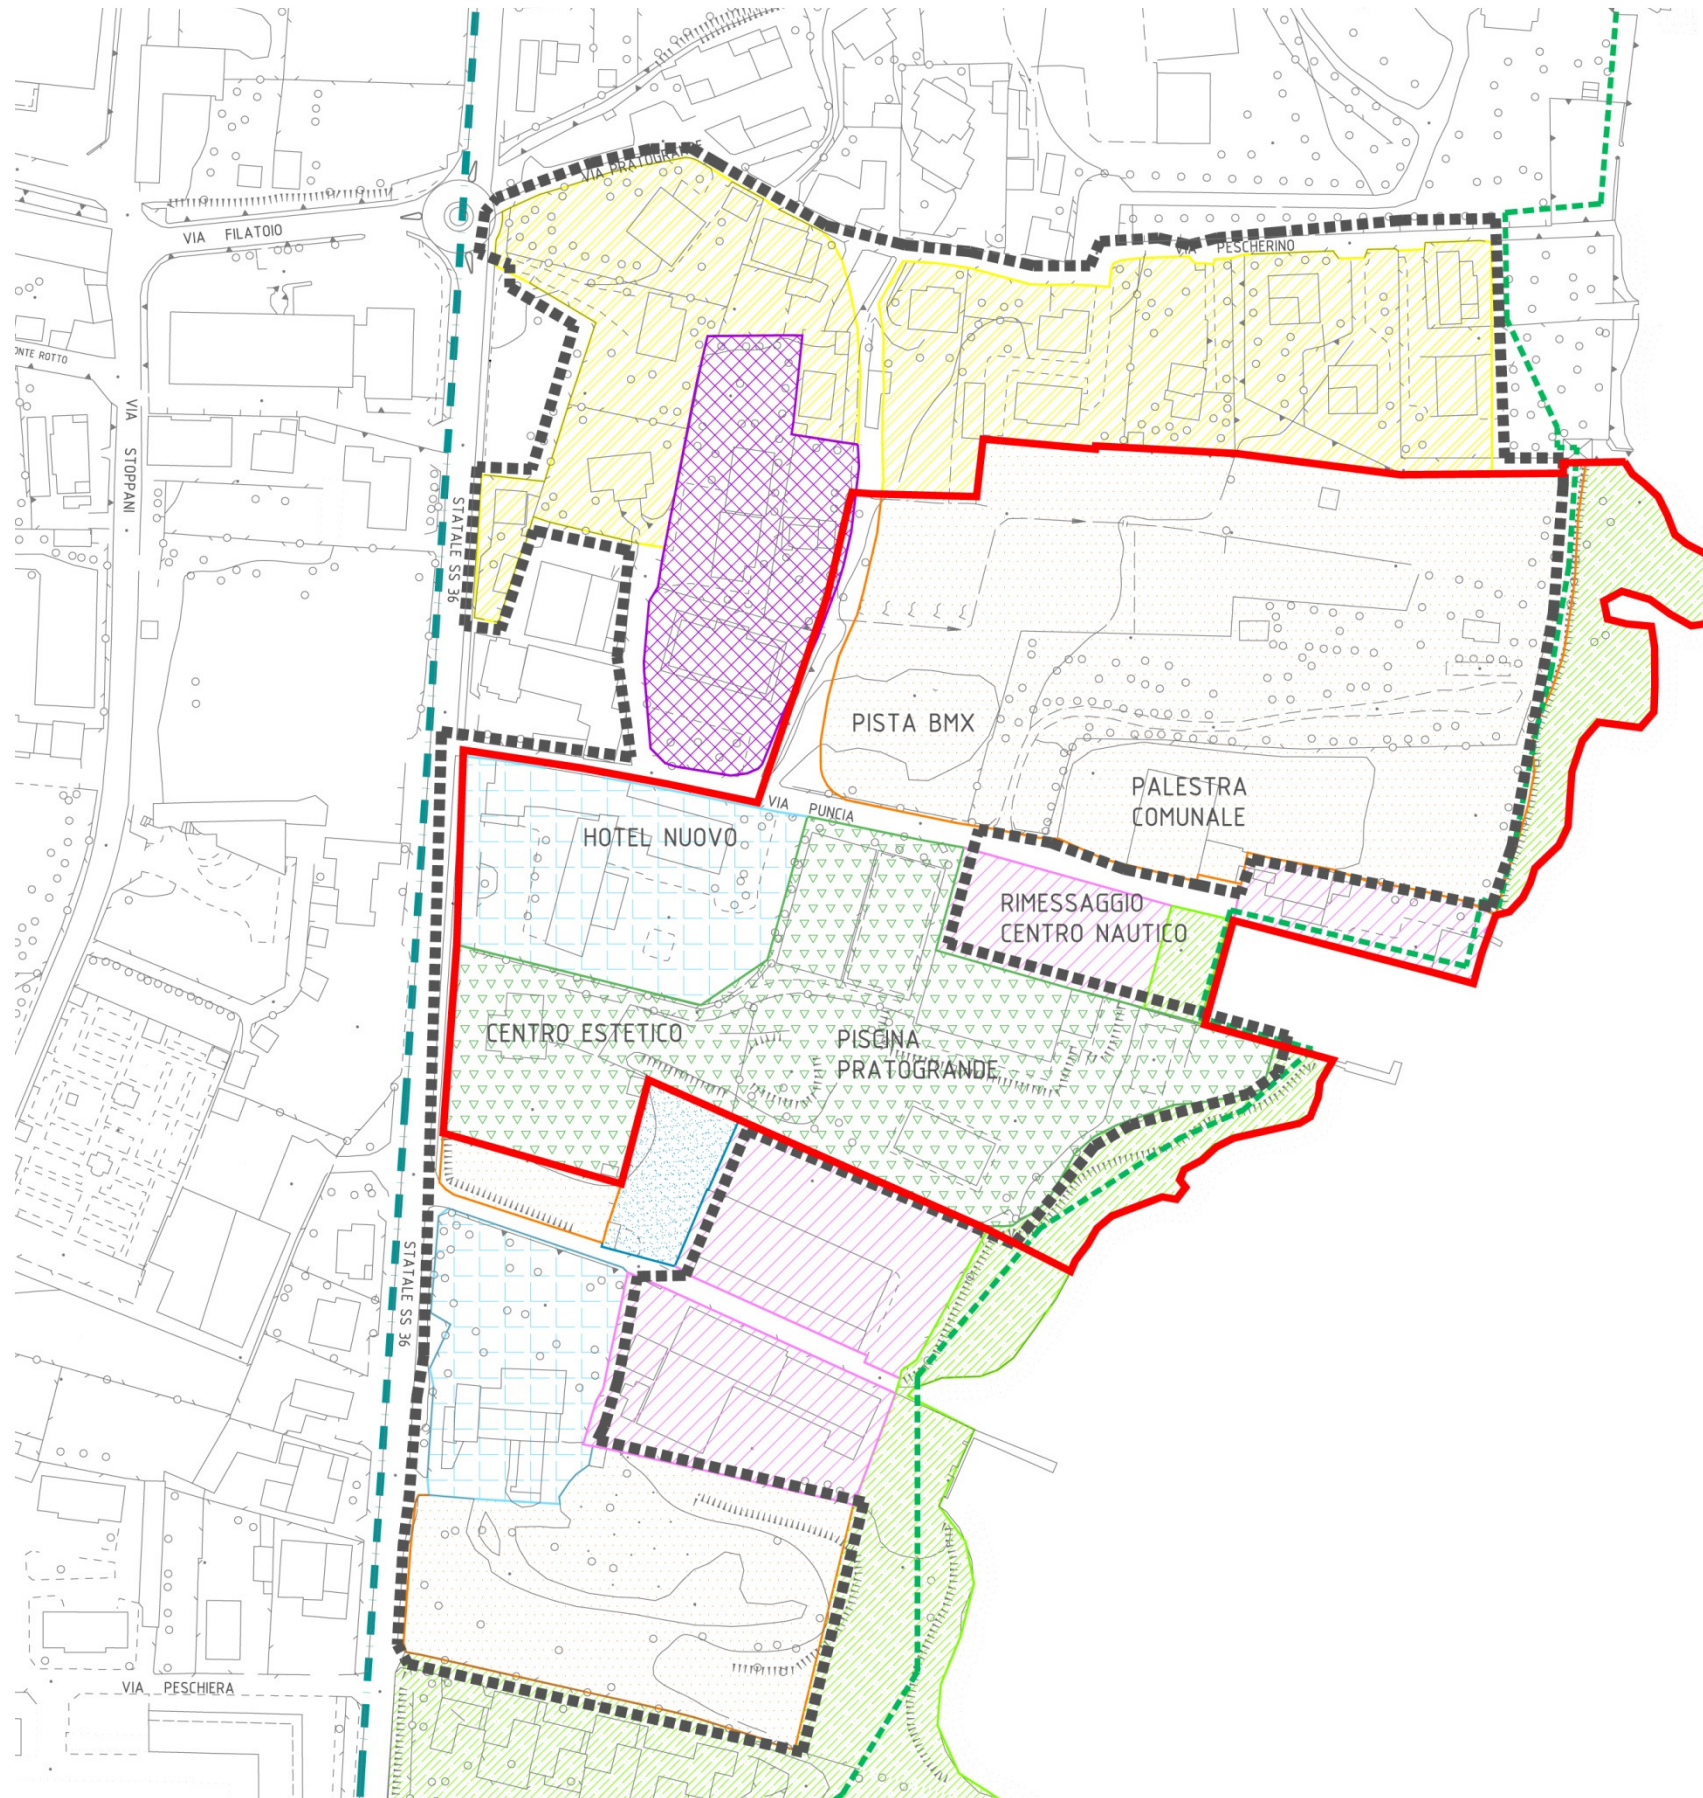 VIA PRATOGRANDE
VIA FILATOIO
VIA PESCHERINO
ONTE ROTTO
VIA STOPPANI
STATALE SS 36
PISTA BMX
PALESTRA
COMUNALE
VIA PUNCIA
HOTEL NUOVO
RIMESSAGGIO
CENTRO NAUTICO
CENTRO ESTETICO
PISCINA
PRATOGRANDE
STATALE SS 36
VIA PESCHIERA